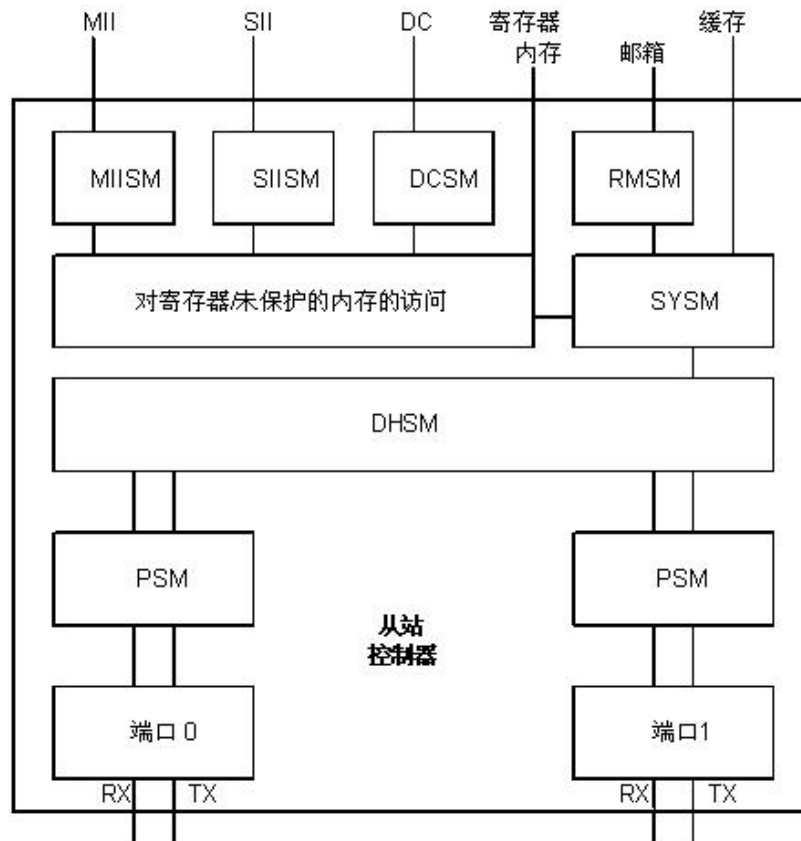 MII
SII
DC
寄存器
内存
邮箱
缓存
MIISM
SIISM
DCSM
RMSM
对寄存器/未保护的内存的访问
SYSM
DHSM
PSM
PSM
从站
控制器
端口 0
端口1
RX
TX
RX
TX